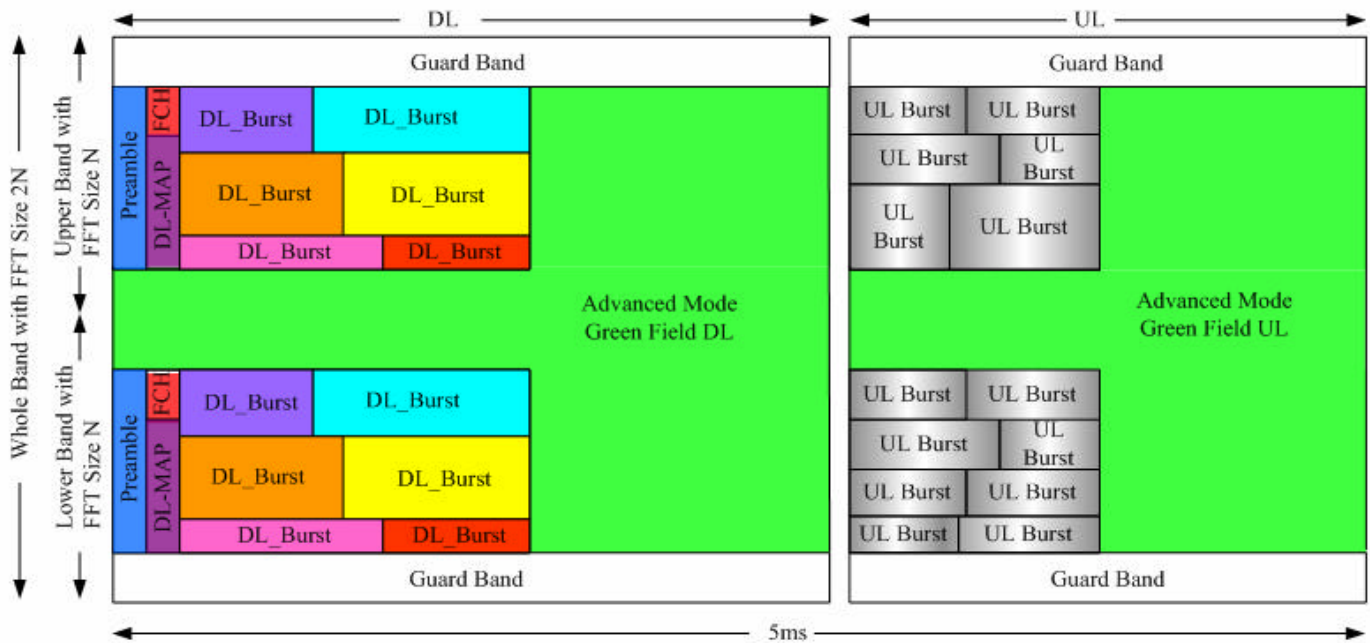 DL
UL
Guard Band
Guard Band
Whole Band with FFT Size 2N
Upper Band with
FFT Size N
Preamble
FCH
DL-MAP
DL_Burst
DL_Burst
DL_Burst
DL_Burst
DL_Burst
DL_Burst
UL Burst
UL Burst
UL Burst
UL
Burst
UL
Burst
UL Burst
Advanced Mode
Green Field DL
Advanced Mode
Green Field UL
Lower Band with
FFT Size N
Preamble
FCH
DL-MAP
DL_Burst
DL_Burst
DL_Burst
DL_Burst
DL_Burst
DL_Burst
UL Burst
UL Burst
UL Burst
UL
Burst
UL Burst
UL Burst
UL Burst
UL Burst
Guard Band
Guard Band
5ms